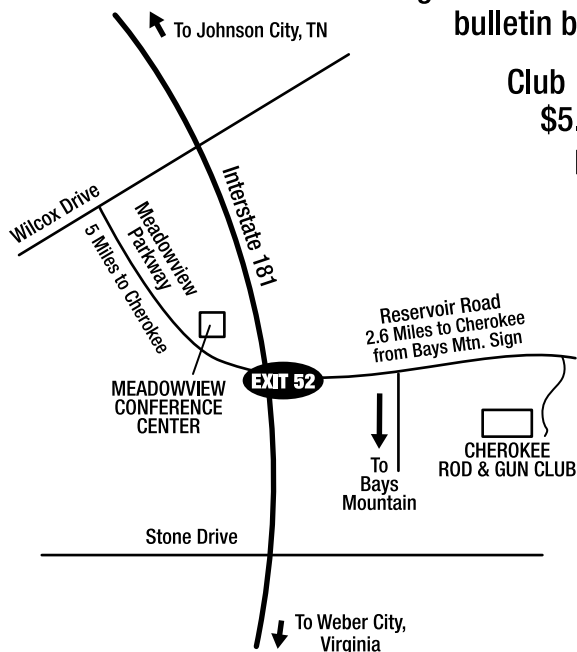 bulletin b
To Johnson City, TN
Club
$5.
Wilcox Drive
Meadowview
Parkway
5 Miles to Cherokee
Interstate 181
Reservoir Road
2.6 Miles to Cherokee
from Bays Mtn. Sign
EXIT 52
MEADOWVIEW
CONFERENCE
CENTER
To
Bays
Mountain
CHEROKEE
ROD & GUN CLUB
Stone Drive
To Weber City,
Virginia